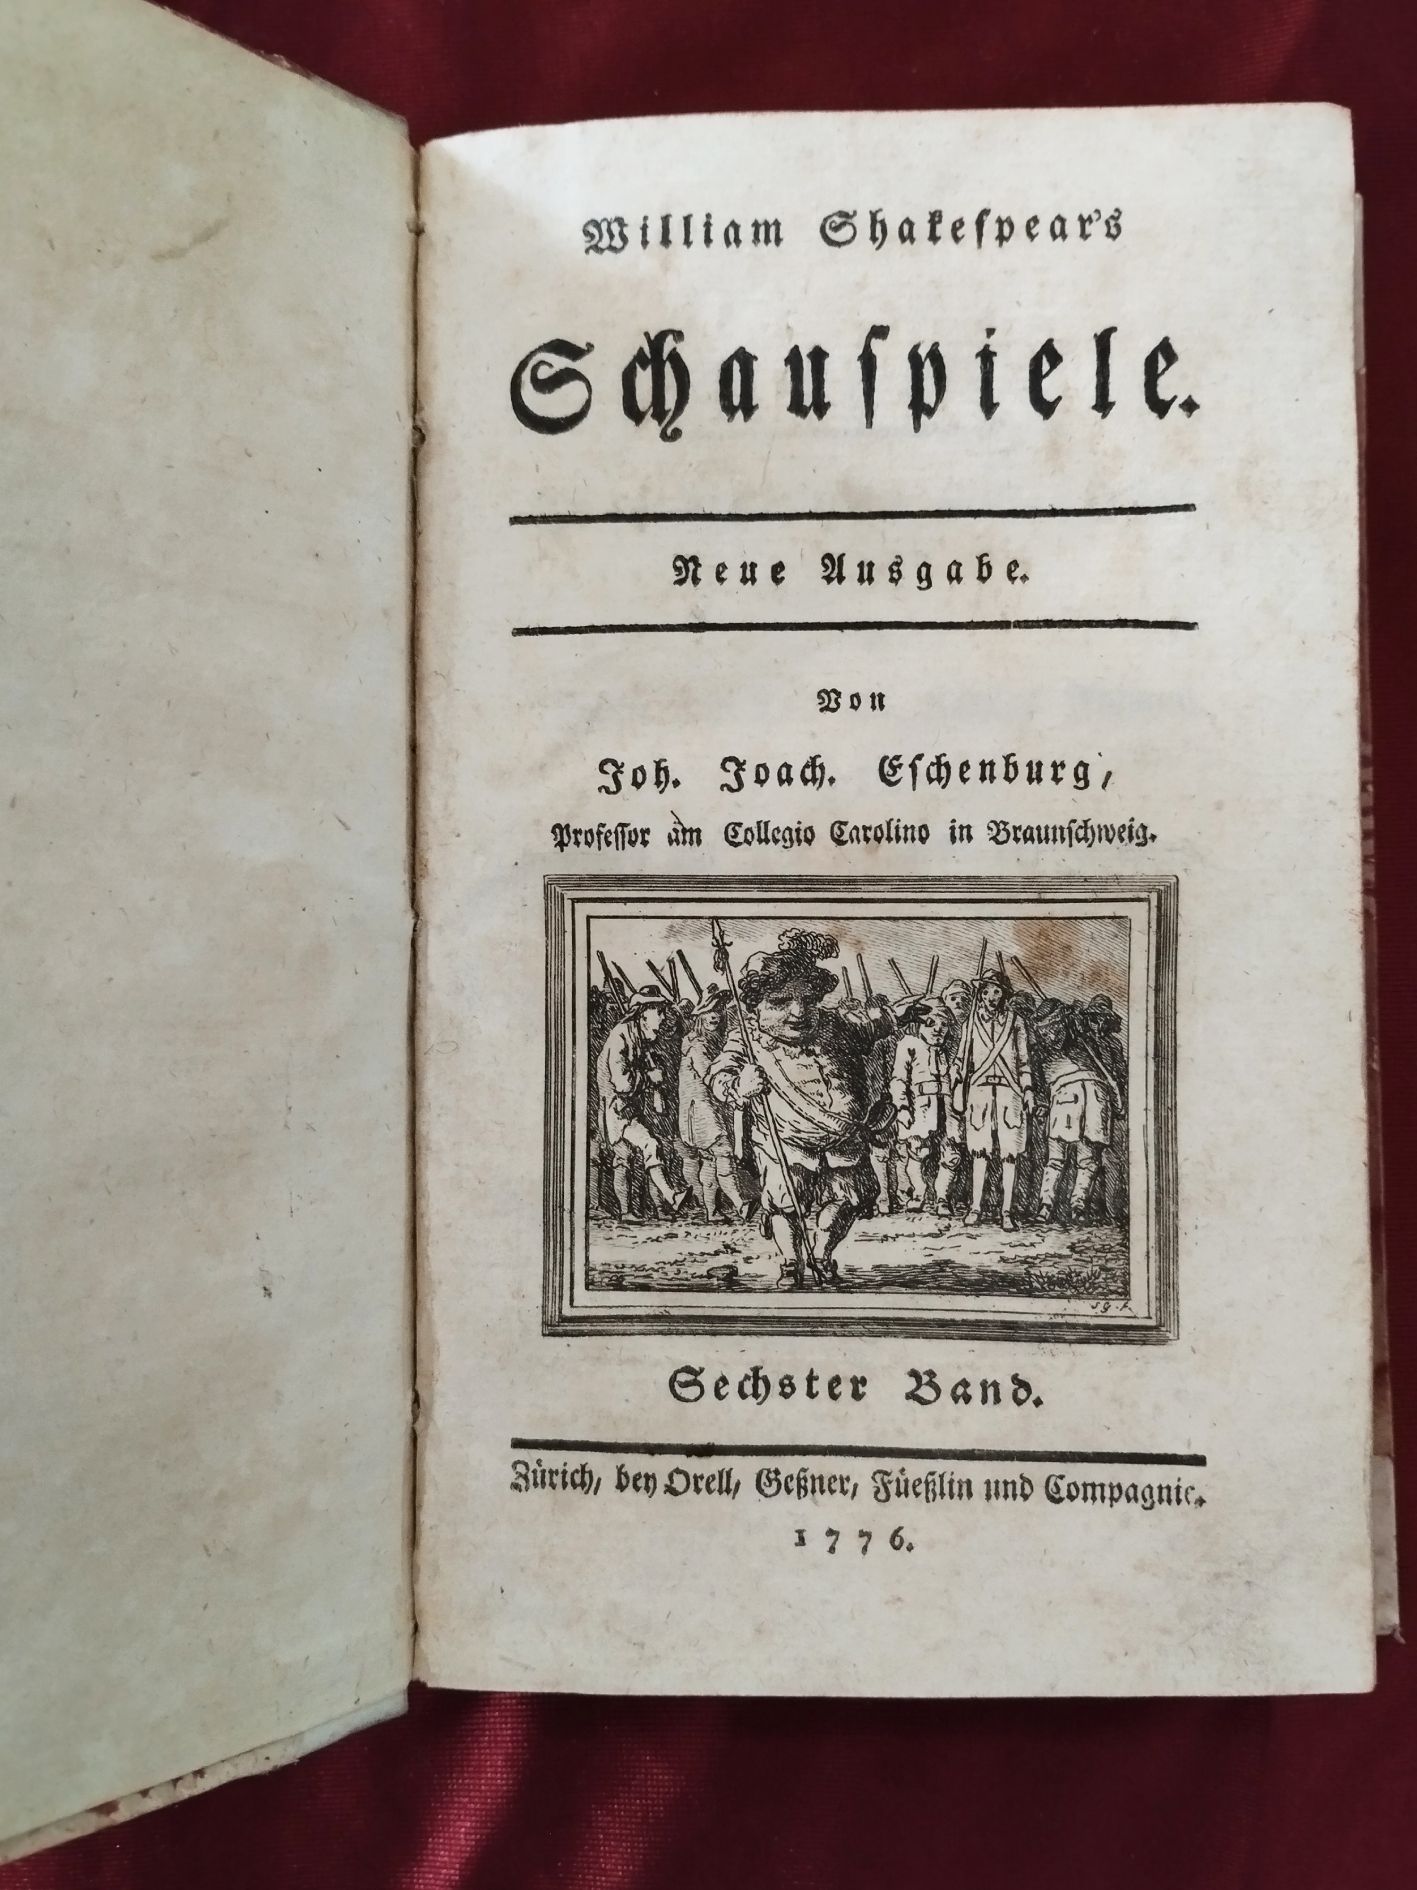 William Shakeſpear's
Schauſpiele.
Neue Ausgabe.
Von
Joh. Joach. Eſchenburg,
Profeſſor am Collegio Carolino in Braunſchweig.
Sechster Band.
Zürich, bey Orell, Geßner, Füeßlin und Compagnie.
1776.